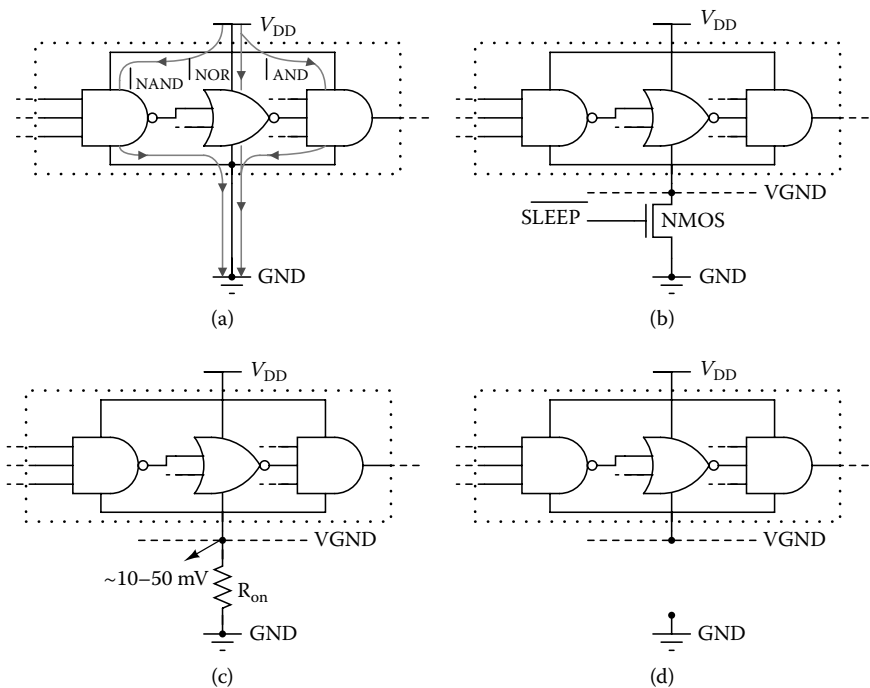 V_DD
V_DD
I_NAND
I_NOR
I_AND
VGND
SLEEP
NMOS
GND
GND
(a)
(b)
V_DD
V_DD
VGND
VGND
~10–50 mV
R_on
GND
GND
(c)
(d)